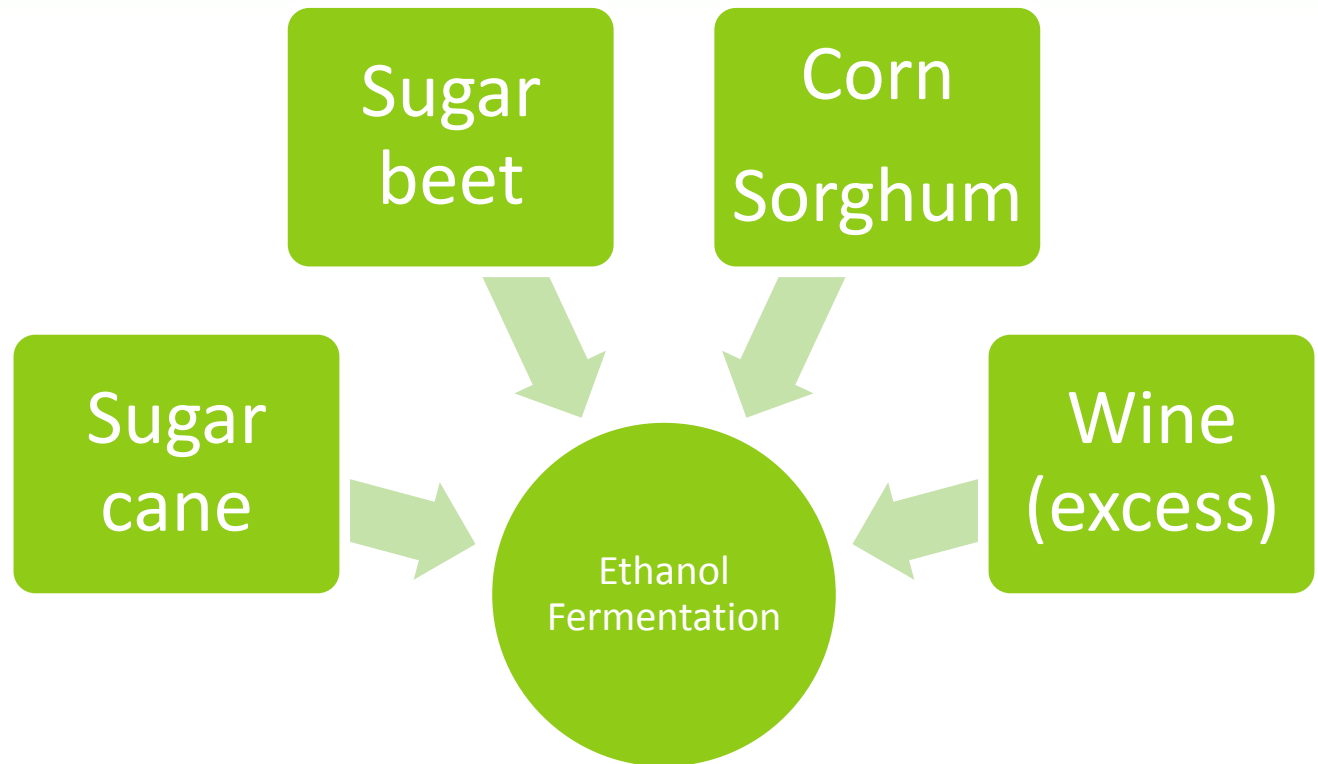 Sugar
beet
Corn
Sorghum
Sugar
cane
Wine
(excess)
Ethanol
Fermentation